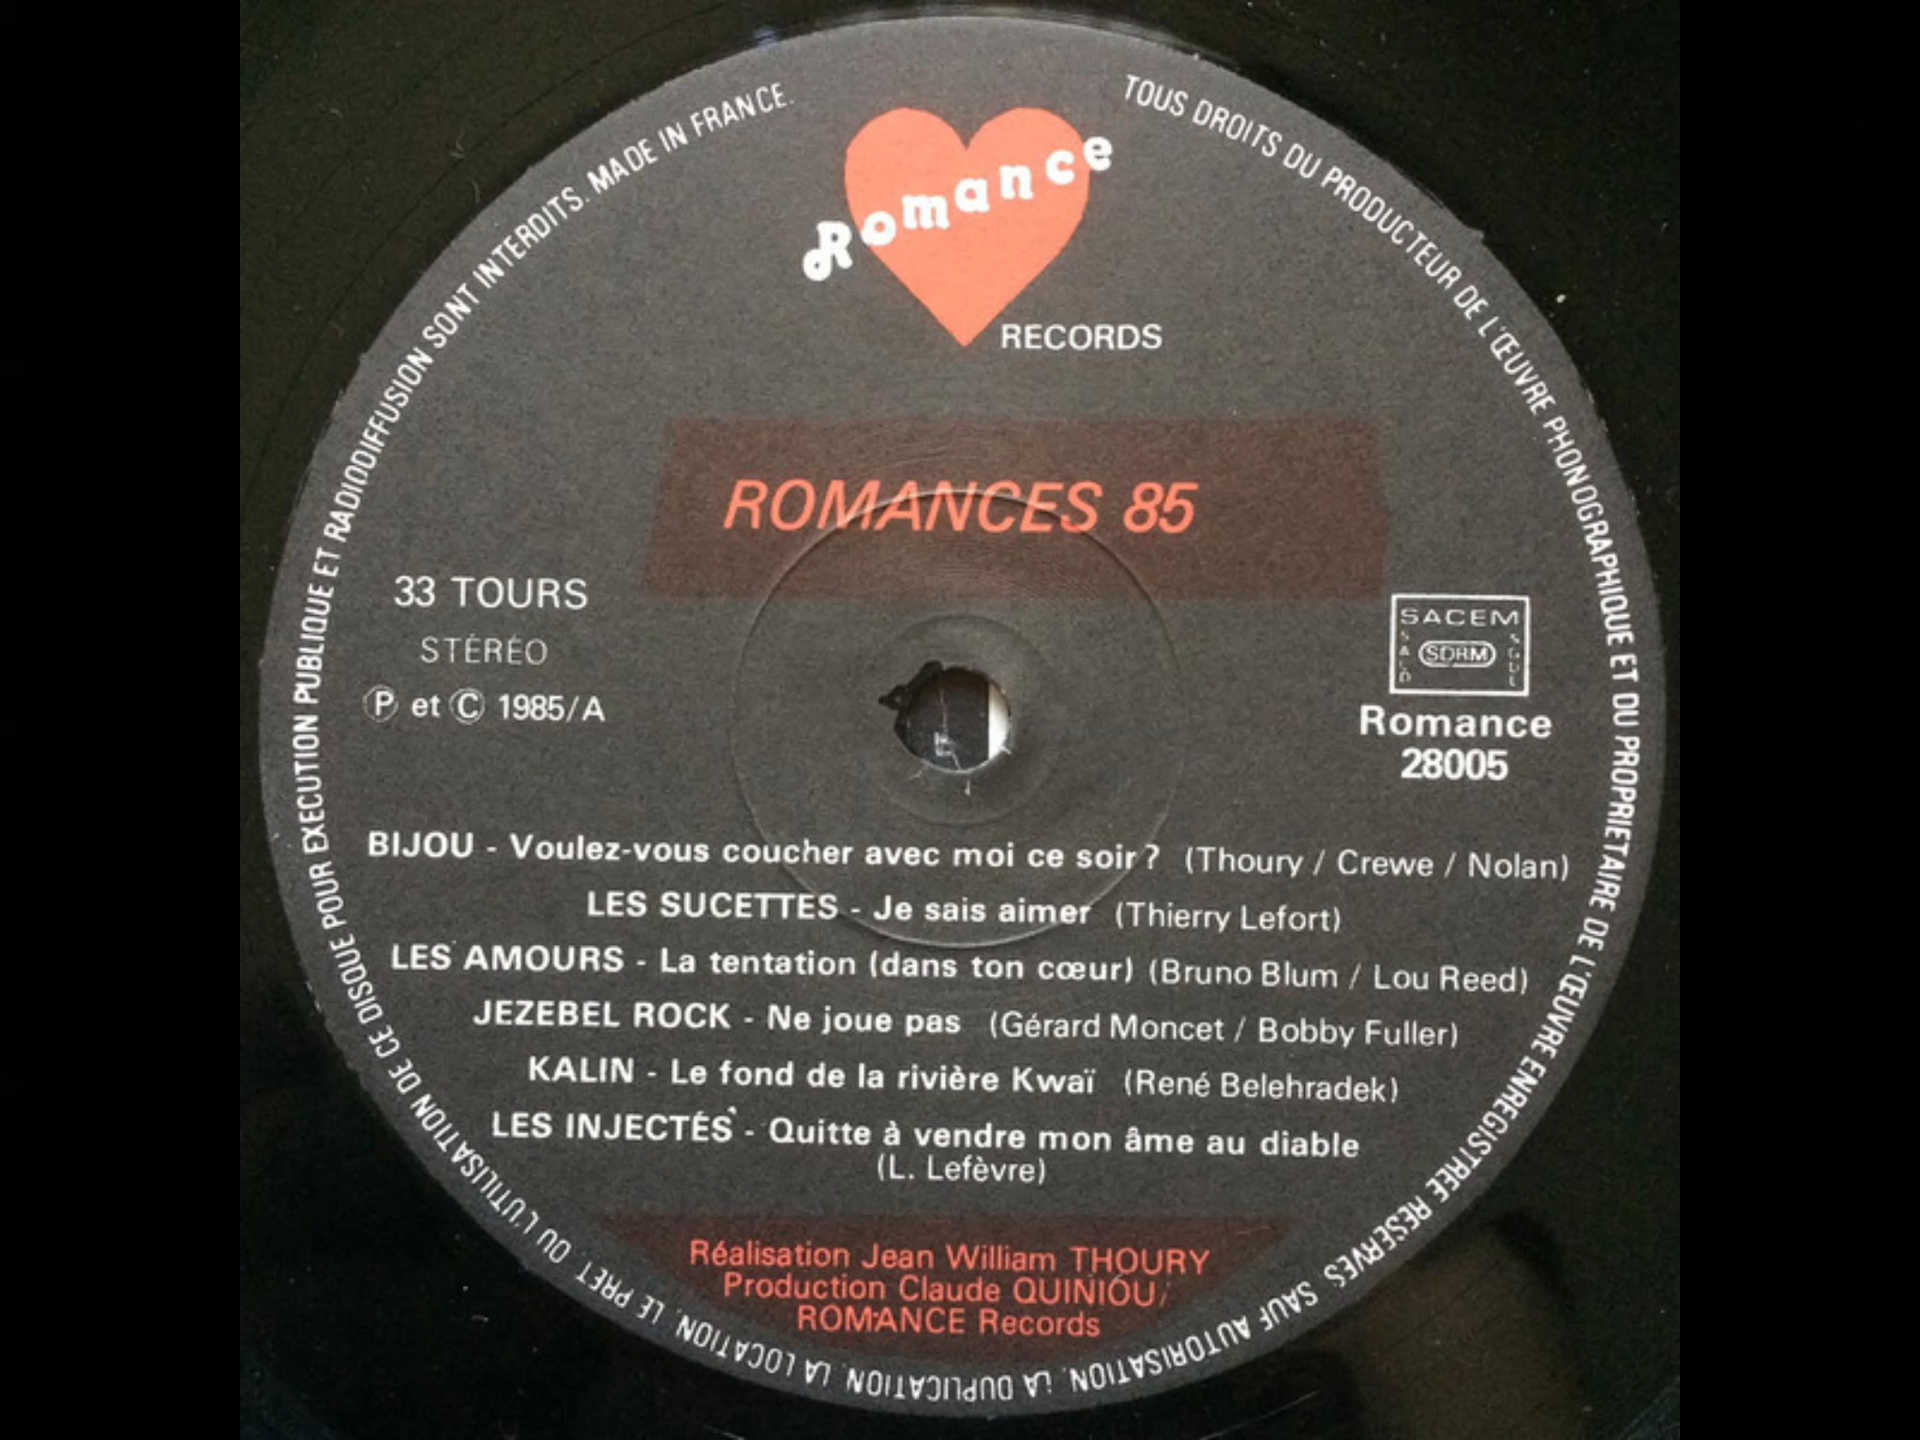 TOUS DROITS DU PRODUCTEUR DE L'ŒUVRE PHONOGRAPHIQUE ET DU PROPRIETAIRE DE L'ŒUVRE ENREGISTREE RESERVES. SAUF AUTORISATION, LA DUPLICATION, LA LOCATION, LE PRET, OU L'UTILISATION DE CE DISQUE POUR EXECUTION PUBLIQUE ET RADIODIFFUSION SONT INTERDITS. MADE IN FRANCE.
Romance
RECORDS
ROMANCES 85
33 TOURS
STÉRÉO
Ⓟ et © 1985/A
SACEM
SACD SDRM SGDL
Romance
28005
BIJOU - Voulez-vous coucher avec moi ce soir ? (Thoury / Crewe / Nolan)
LES SUCETTES - Je sais aimer (Thierry Lefort)
LES AMOURS - La tentation (dans ton cœur) (Bruno Blum / Lou Reed)
JEZEBEL ROCK - Ne joue pas (Gérard Moncet / Bobby Fuller)
KALIN - Le fond de la rivière Kwaï (René Belehradek)
LES INJECTÉS - Quitte à vendre mon âme au diable
(L. Lefèvre)
Réalisation Jean William THOURY
Production Claude QUINIOU/
ROMANCE Records